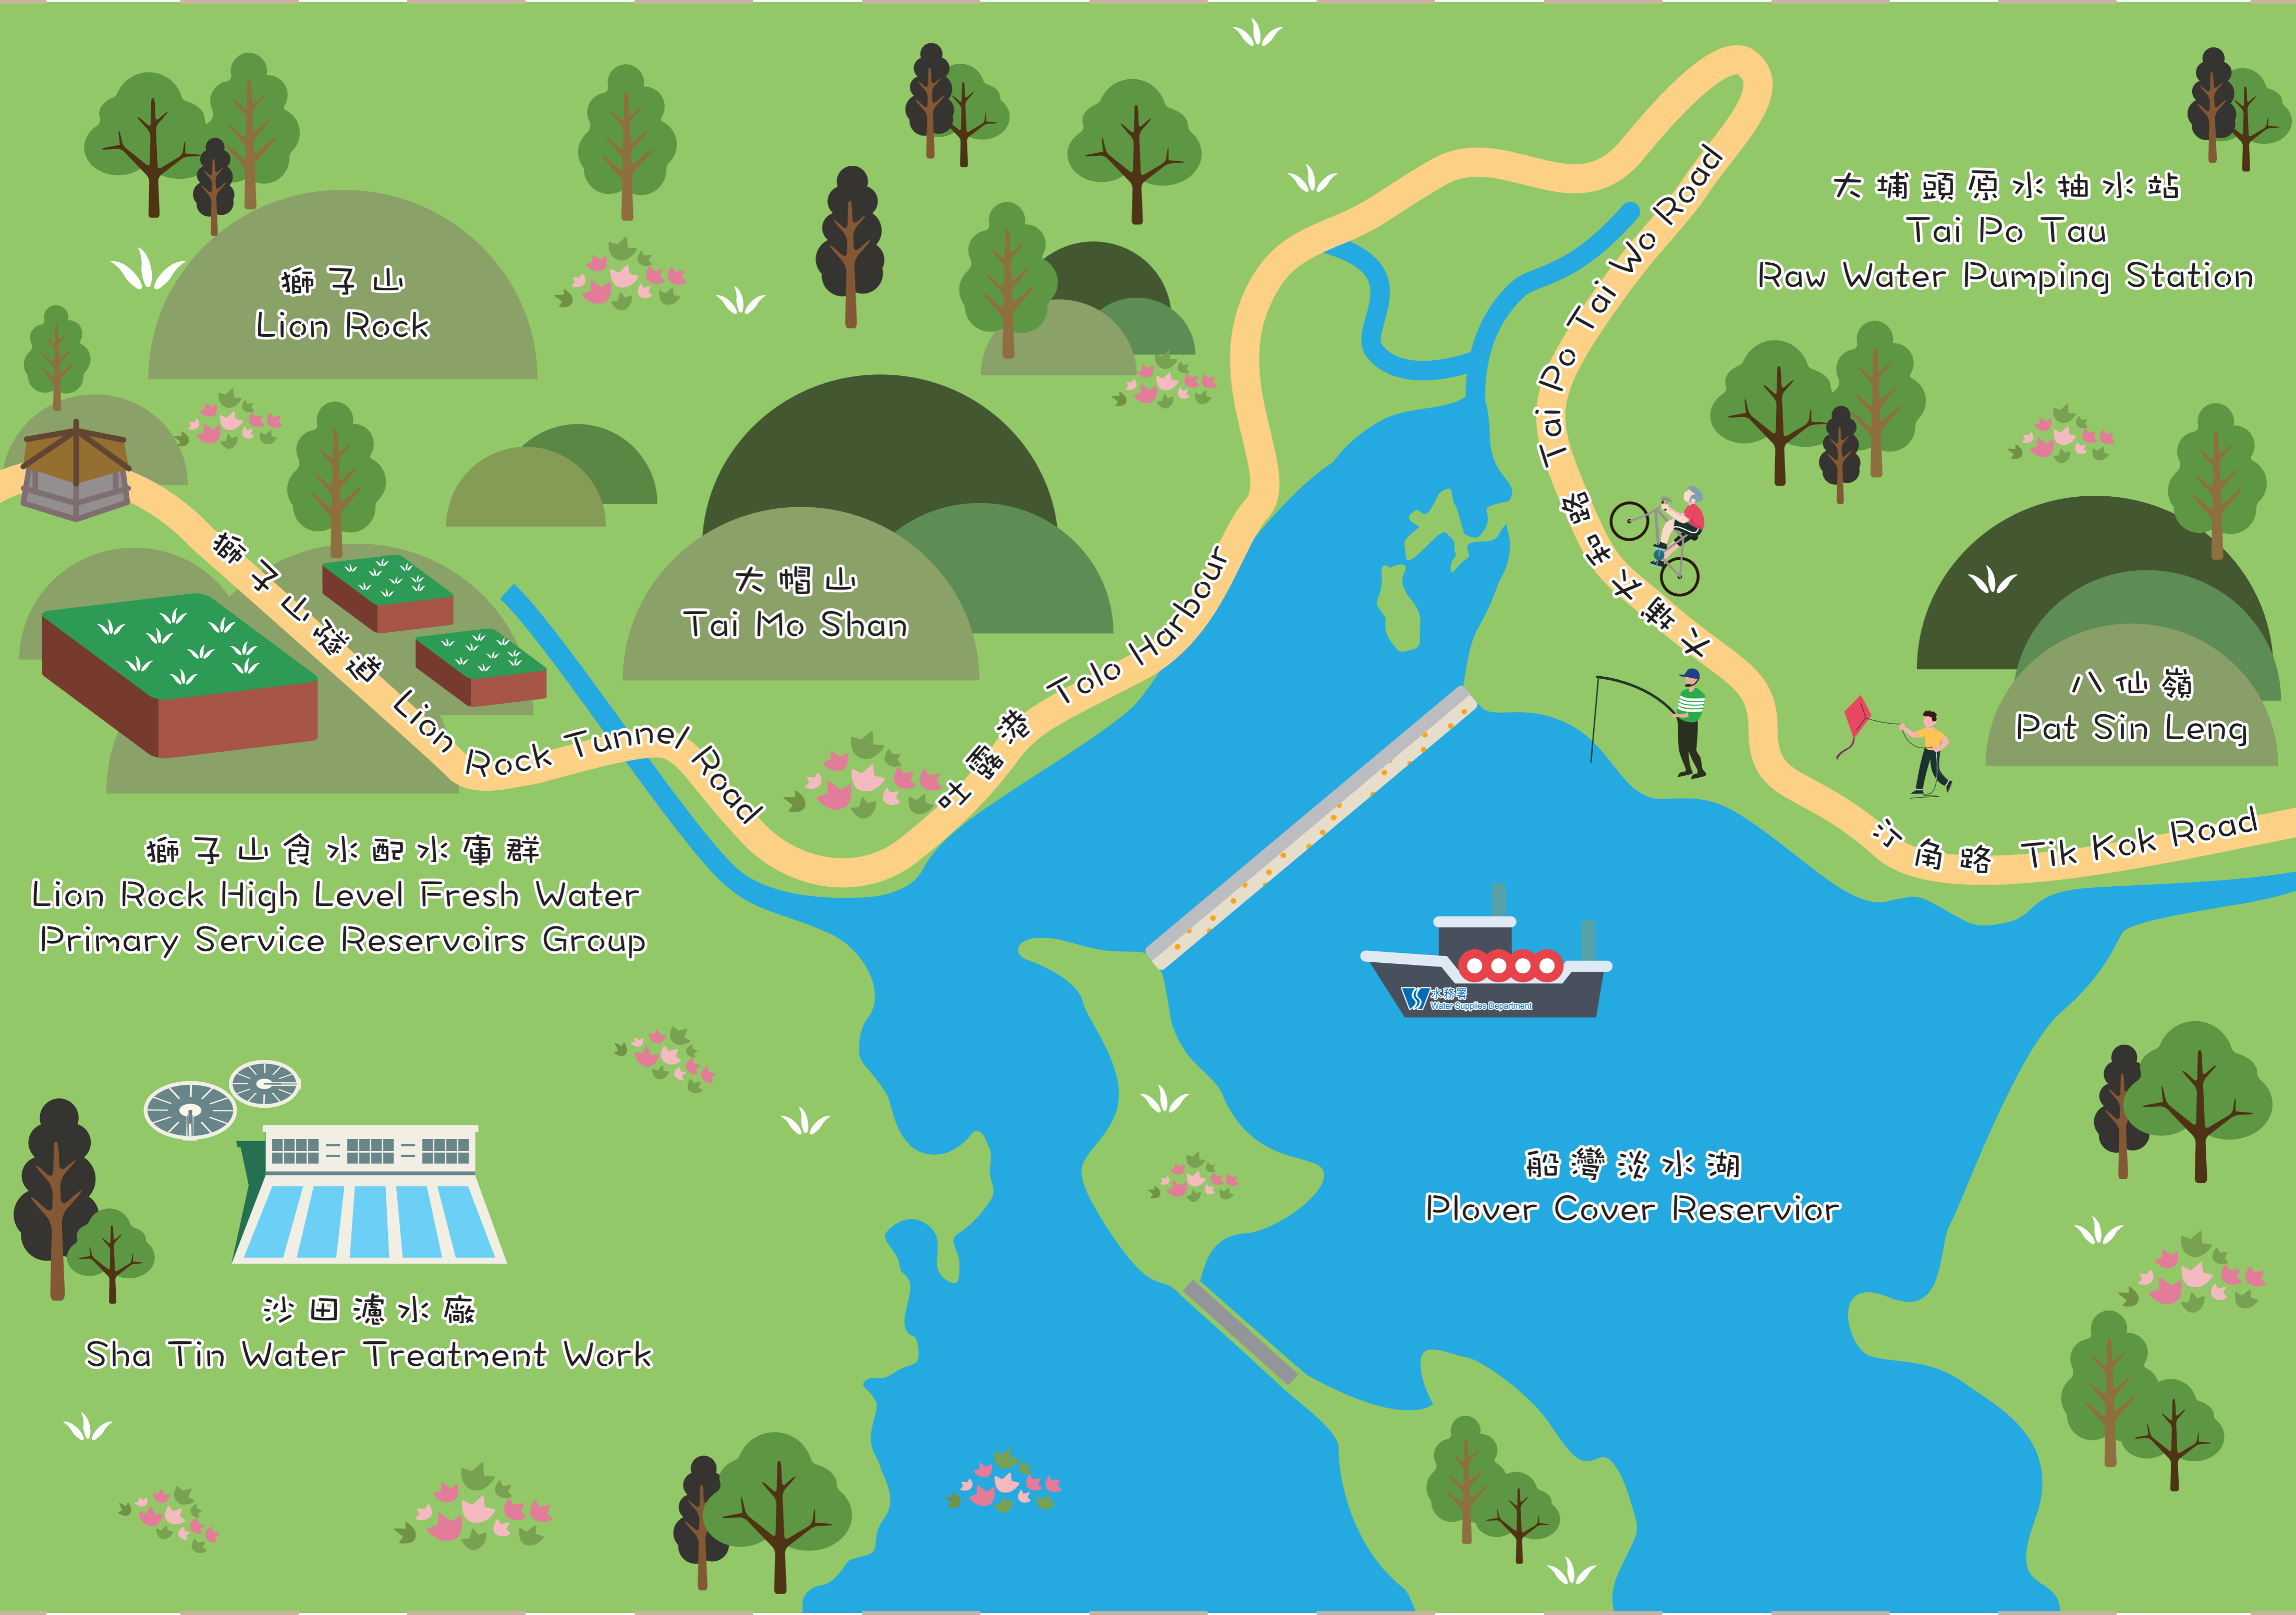 大埔頭原水抽水站
Tai Po Tau
Raw Water Pumping Station
獅子山
Lion Rock
大埔太和路 Tai Po Tai Wo Road
大帽山
Tai Mo Shan
獅子山隧道 Lion Rock Tunnel Road
吐露港 Tolo Harbour
八仙嶺
Pat Sin Leng
汀角路 Tik Kok Road
獅子山食水配水庫群
Lion Rock High Level Fresh Water
Primary Service Reservoirs Group
水務署
Water Supplies Department
船灣淡水湖
Plover Cover Reservior
沙田濾水廠
Sha Tin Water Treatment Work